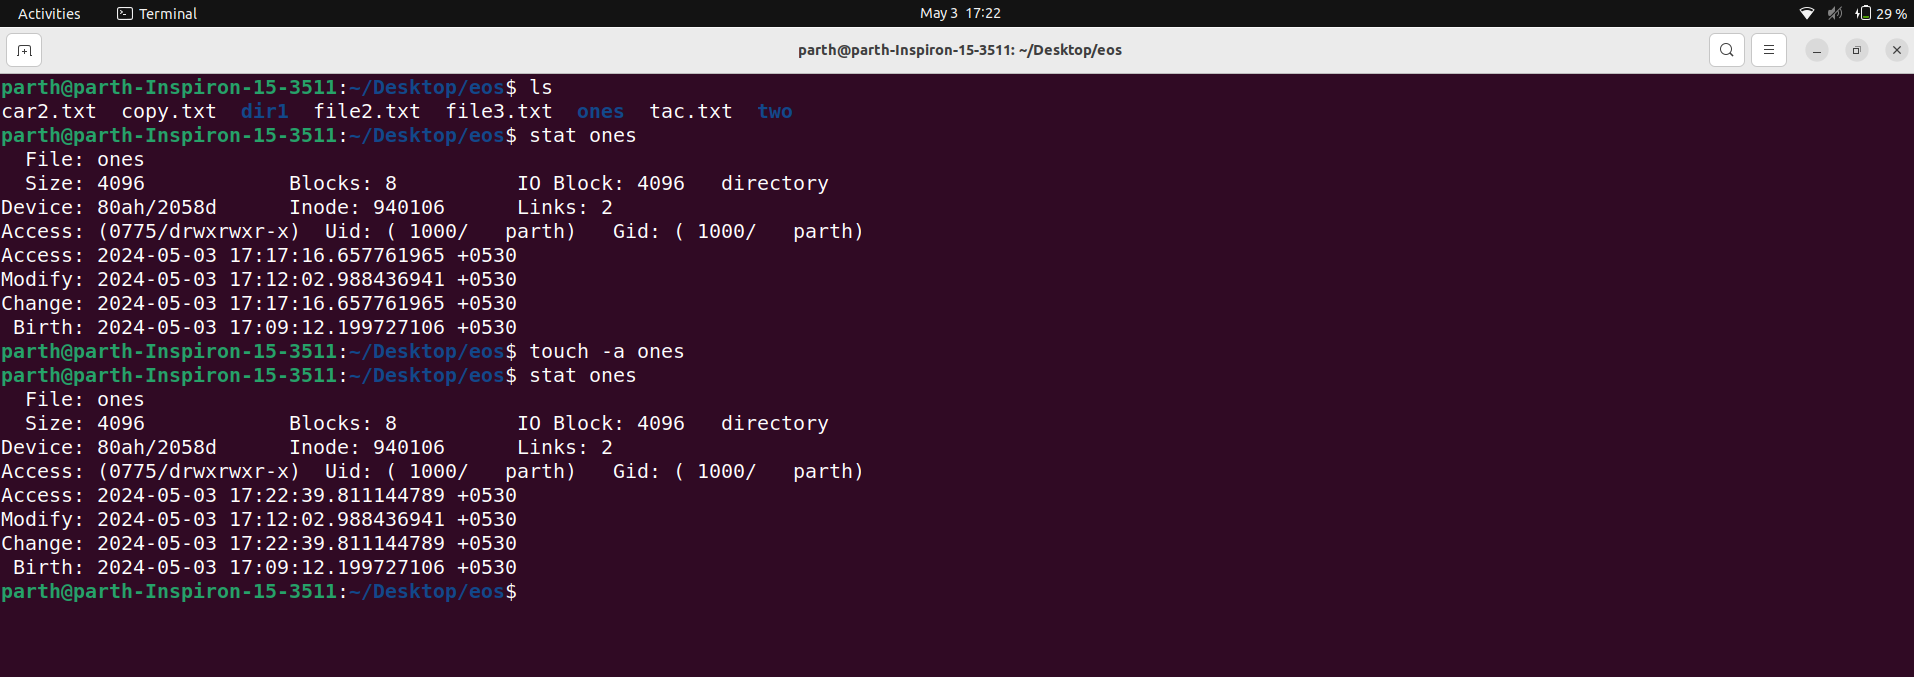 Activities Terminal May 3 17:22 29 %
parth@parth-Inspiron-15-3511: ~/Desktop/eos
parth@parth-Inspiron-15-3511:~/Desktop/eos$ ls
car2.txt copy.txt dir1 file2.txt file3.txt ones tac.txt two
parth@parth-Inspiron-15-3511:~/Desktop/eos$ stat ones
File: ones
Size: 4096 Blocks: 8 IO Block: 4096 directory
Device: 80ah/2058d Inode: 940106 Links: 2
Access: (0775/drwxrwxr-x) Uid: ( 1000/ parth) Gid: ( 1000/ parth)
Access: 2024-05-03 17:17:16.657761965 +0530
Modify: 2024-05-03 17:12:02.988436941 +0530
Change: 2024-05-03 17:17:16.657761965 +0530
Birth: 2024-05-03 17:09:12.199727106 +0530
parth@parth-Inspiron-15-3511:~/Desktop/eos$ touch -a ones
parth@parth-Inspiron-15-3511:~/Desktop/eos$ stat ones
File: ones
Size: 4096 Blocks: 8 IO Block: 4096 directory
Device: 80ah/2058d Inode: 940106 Links: 2
Access: (0775/drwxrwxr-x) Uid: ( 1000/ parth) Gid: ( 1000/ parth)
Access: 2024-05-03 17:22:39.811144789 +0530
Modify: 2024-05-03 17:12:02.988436941 +0530
Change: 2024-05-03 17:22:39.811144789 +0530
Birth: 2024-05-03 17:09:12.199727106 +0530
parth@parth-Inspiron-15-3511:~/Desktop/eos$